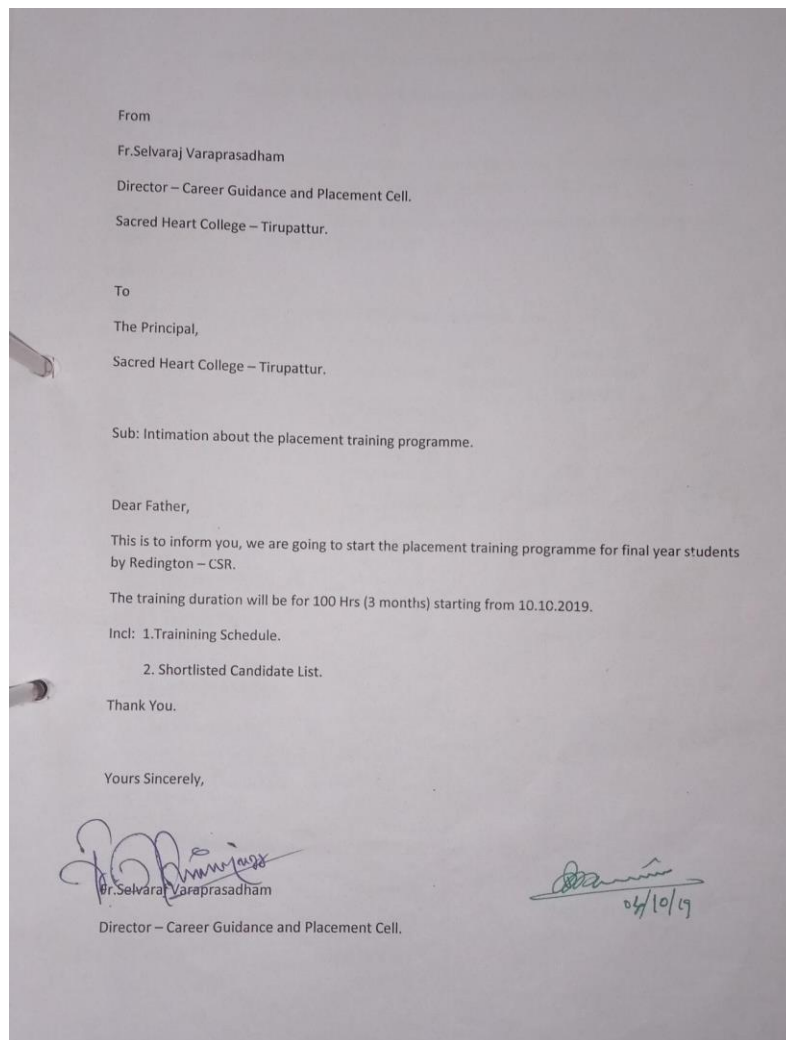 From
Fr.Selvaraj Varaprasadham
Director – Career Guidance and Placement Cell.
Sacred Heart College – Tirupattur.
To
The Principal,
Sacred Heart College – Tirupattur.
Sub: Intimation about the placement training programme.
Dear Father,
This is to inform you, we are going to start the placement training programme for final year students
by Redington – CSR.
The training duration will be for 100 Hrs (3 months) starting from 10.10.2019.
Incl: 1.Trainining Schedule.
2. Shortlisted Candidate List.
Thank You.
Yours Sincerely,
Fr.Selvaraj Varaprasadham
Director – Career Guidance and Placement Cell.